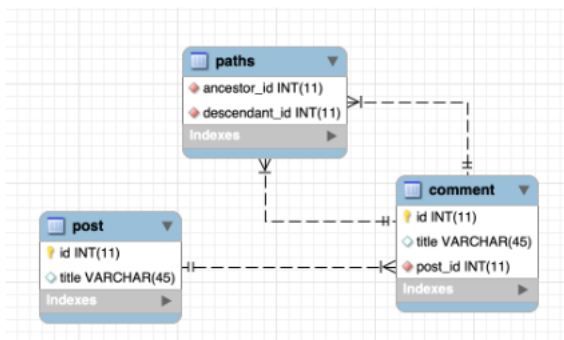 paths
ancestor_id INT(11)
descendant_id INT(11)
Indexes
comment
id INT(11)
title VARCHAR(45)
post_id INT(11)
Indexes
post
id INT(11)
title VARCHAR(45)
Indexes